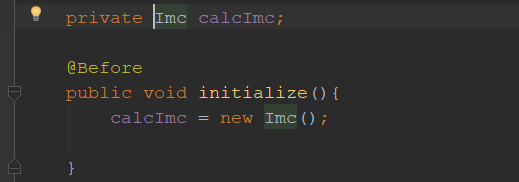 private Imc calcImc;
@Before
public void initialize(){
calcImc = new Imc();
}